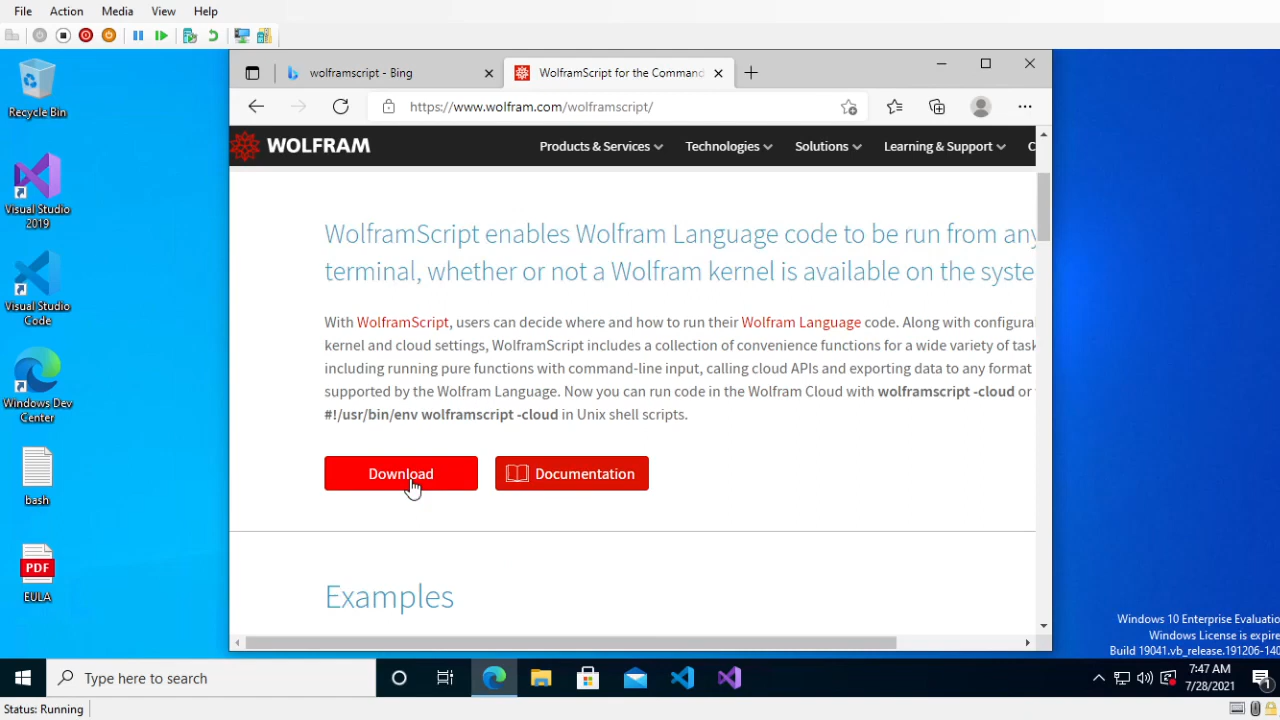 File Action Media View Help
Recycle Bin
Visual Studio 2019
Visual Studio Code
Windows Dev Center
bash
PDF
EULA
wolframscript - Bing
WolframScript for the Command
https://www.wolfram.com/wolframscript/
WOLFRAM
Products & Services
Technologies
Solutions
Learning & Support
C
WolframScript enables Wolfram Language code to be run from any
terminal, whether or not a Wolfram kernel is available on the syste
With WolframScript, users can decide where and how to run their Wolfram Language code. Along with configura
kernel and cloud settings, WolframScript includes a collection of convenience functions for a wide variety of task
including running pure functions with command-line input, calling cloud APIs and exporting data to any format
supported by the Wolfram Language. Now you can run code in the Wolfram Cloud with wolframscript -cloud or
#!/usr/bin/env wolframscript -cloud in Unix shell scripts.
Download
Documentation
Examples
Windows 10 Enterprise Evaluatio
Windows License is expire
Build 19041.vb_release.191206-140
Type here to search
7:47 AM
7/28/2021
1
Status: Running